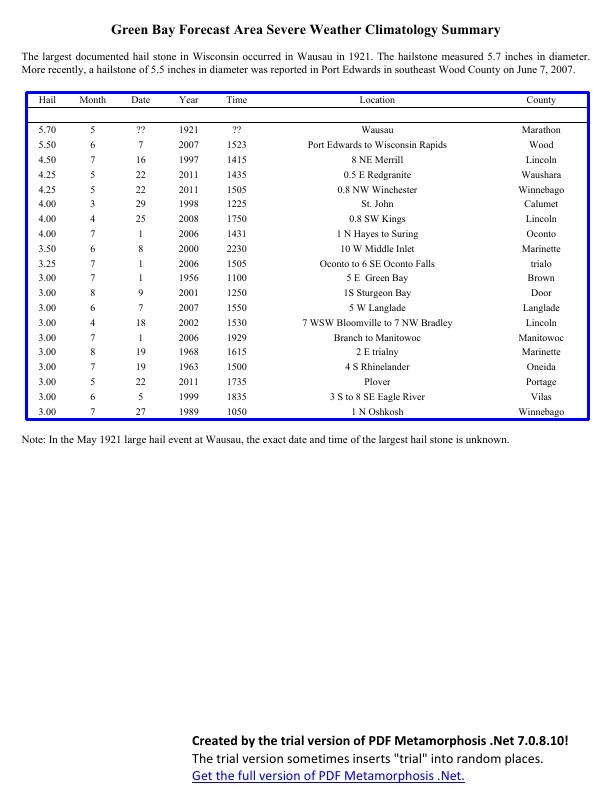 Green Bay Forecast Area Severe Weather Climatology Summary
The largest documented hail stone in Wisconsin occurred in Wausau in 1921. The hailstone measured 5.7 inches in diameter.
More recently, a hailstone of 5.5 inches in diameter was reported in Port Edwards in southeast Wood County on June 7, 2007.
Hail Month Date Year Time Location County
5.70 5 ?? 1921 ?? Wausau Marathon
5.50 6 7 2007 1523 Port Edwards to Wisconsin Rapids Wood
4.50 7 16 1997 1415 8 NE Merrill Lincoln
4.25 5 22 2011 1435 0.5 E Redgranite Waushara
4.25 5 22 2011 1505 0.8 NW Winchester Winnebago
4.00 3 29 1998 1225 St. John Calumet
4.00 4 25 2008 1750 0.8 SW Kings Lincoln
4.00 7 1 2006 1431 1 N Hayes to Suring Oconto
3.50 6 8 2000 2230 10 W Middle Inlet Marinette
3.25 7 1 2006 1505 Oconto to 6 SE Oconto Falls trialo
3.00 7 1 1956 1100 5 E Green Bay Brown
3.00 8 9 2001 1250 1S Sturgeon Bay Door
3.00 6 7 2007 1550 5 W Langlade Langlade
3.00 4 18 2002 1530 7 WSW Bloomville to 7 NW Bradley Lincoln
3.00 7 1 2006 1929 Branch to Manitowoc Manitowoc
3.00 8 19 1968 1615 2 E trialny Marinette
3.00 7 19 1963 1500 4 S Rhinelander Oneida
3.00 5 22 2011 1735 Plover Portage
3.00 6 5 1999 1835 3 S to 8 SE Eagle River Vilas
3.00 7 27 1989 1050 1 N Oshkosh Winnebago
Note: In the May 1921 large hail event at Wausau, the exact date and time of the largest hail stone is unknown.
Created by the trial version of PDF Metamorphosis .Net 7.0.8.10!
The trial version sometimes inserts "trial" into random places.
Get the full version of PDF Metamorphosis .Net.